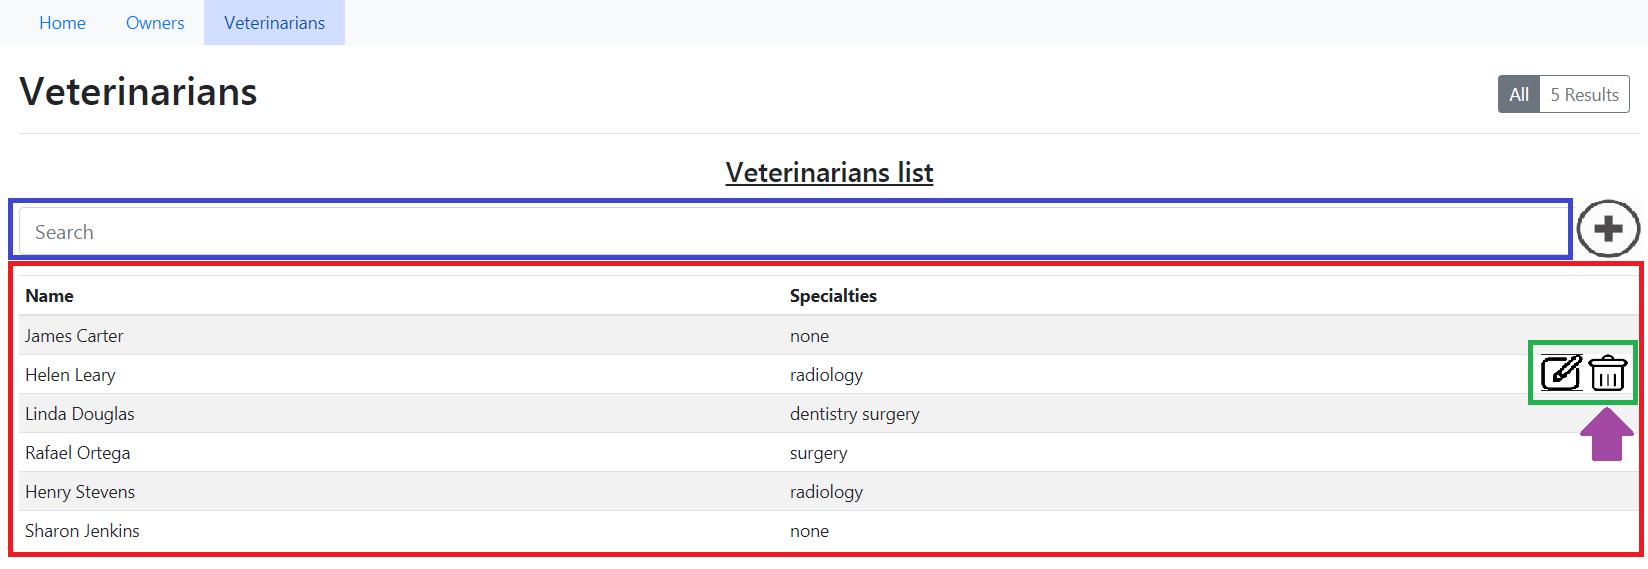 Home Owners Veterinarians
Veterinarians
All 5 Results
Veterinarians list
Search
Name Specialties
James Carter none
Helen Leary radiology
Linda Douglas dentistry surgery
Rafael Ortega surgery
Henry Stevens radiology
Sharon Jenkins none